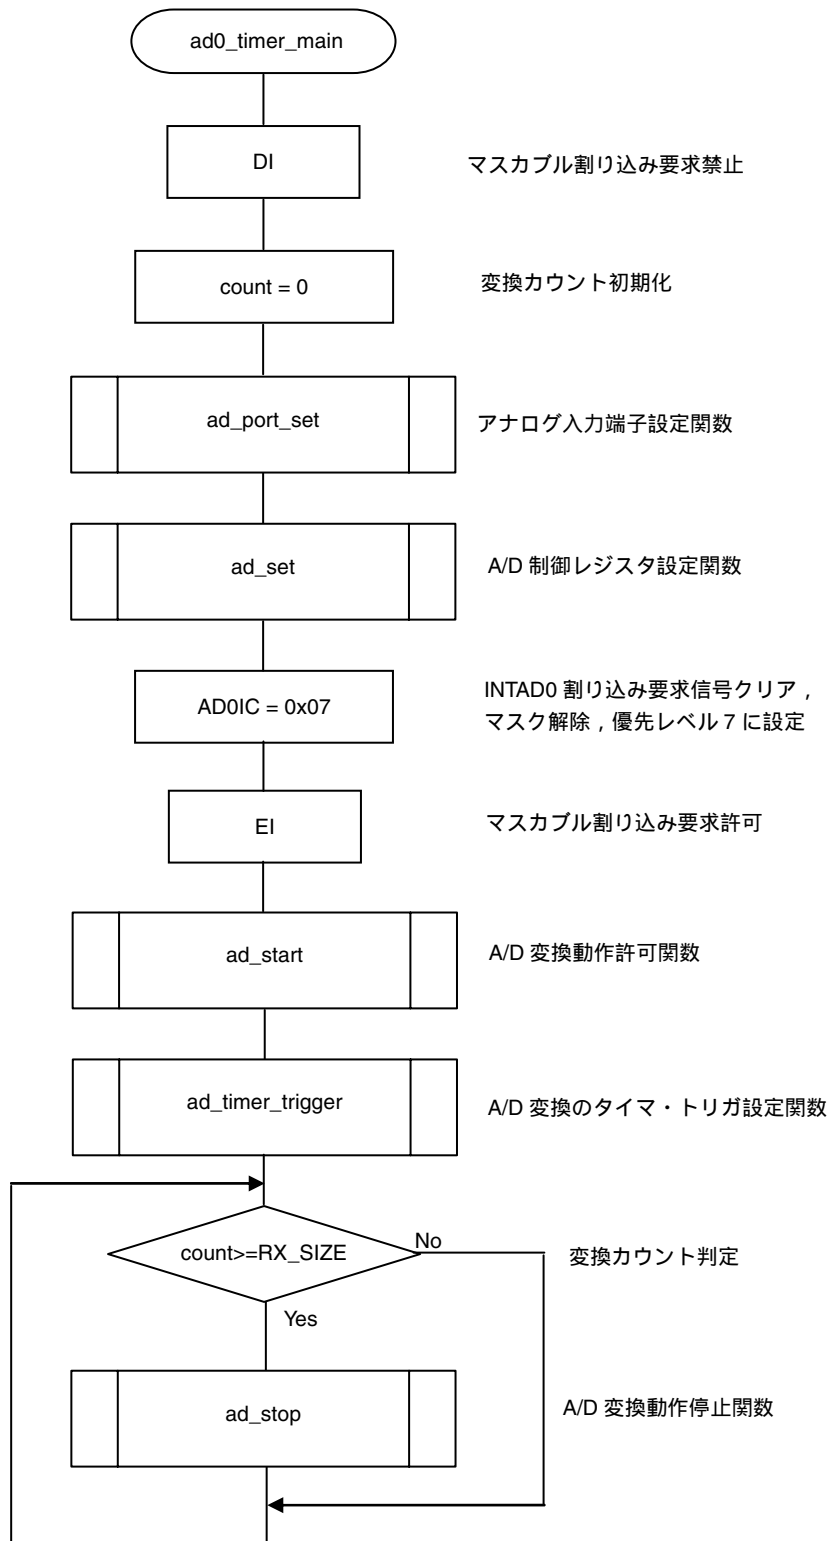 ad0_timer_main
DI
マスカブル割り込み要求禁止
count = 0
変換カウント初期化
ad_port_set
アナログ入力端子設定関数
ad_set
A/D 制御レジスタ設定関数
AD0IC = 0x07
INTAD0 割り込み要求信号クリア，
マスク解除，優先レベル７に設定
EI
マスカブル割り込み要求許可
ad_start
A/D 変換動作許可関数
ad_timer_trigger
A/D 変換のタイマ・トリガ設定関数
count>=RX_SIZE
No
変換カウント判定
Yes
ad_stop
A/D 変換動作停止関数